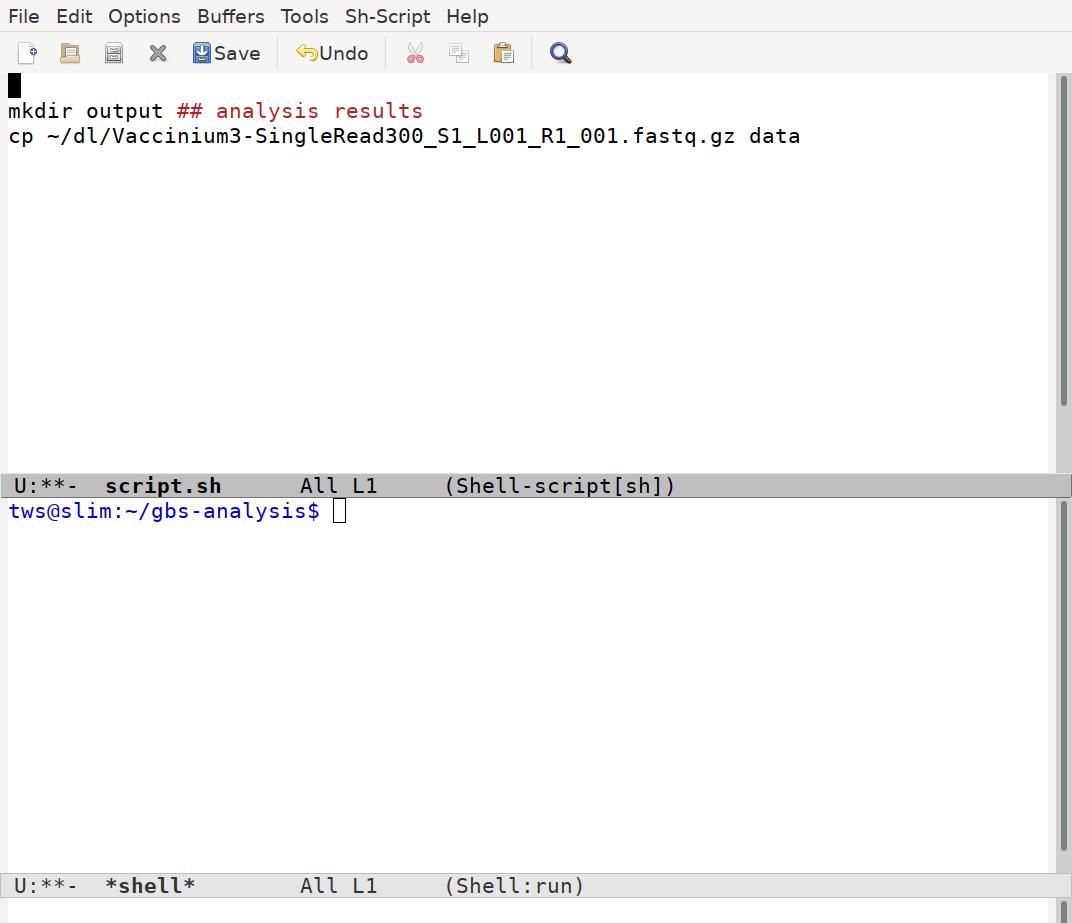 File Edit Options Buffers Tools Sh-Script Help
Save Undo
mkdir output ## analysis results
cp ~/dl/Vaccinium3-SingleRead300_S1_L001_R1_001.fastq.gz data
U:**- script.sh All L1 (Shell-script[sh])
tws@slim:~/gbs-analysis$
U:**- *shell* All L1 (Shell:run)